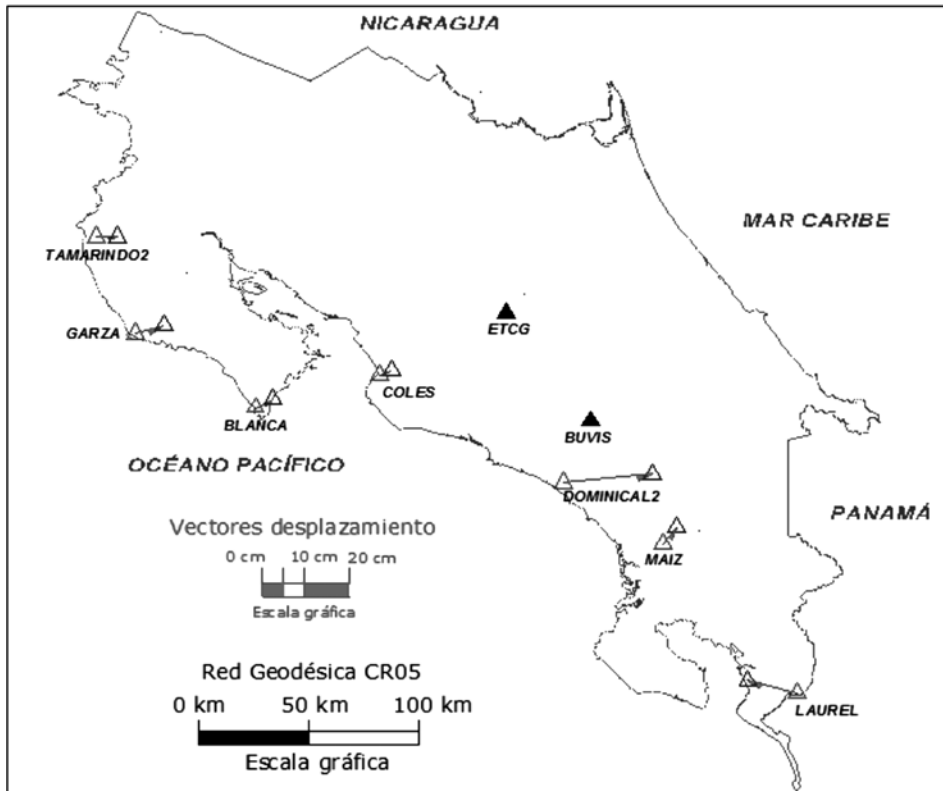 NICARAGUA
MAR CARIBE
TAMARINDO2
ETCG
GARZA
COLES
BLANCA
BUVIS
OCÉANO PACÍFICO
DOMINICAL2
PANAMÁ
Vectores desplazamiento
0 cm 10 cm 20 cm
MAIZ
Escala gráfica
Red Geodésica CR05
0 km 50 km 100 km
LAUREL
Escala gráfica